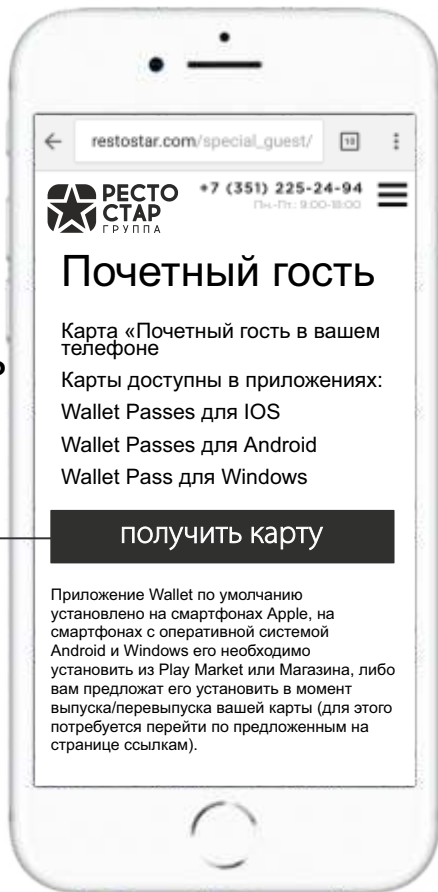 restostar.com/special_guest/
10
РЕСТО
СТАР
ГРУППА
+7 (351) 225-24-94
Пн.-Пт.: 9:00-18:00
Почетный гость
Карта «Почетный гость в вашем
телефоне
Карты доступны в приложениях:
Wallet Passes для IOS
Wallet Passes для Android
Wallet Pass для Windows
получить карту
Приложение Wallet по умолчанию
установлено на смартфонах Apple, на
смартфонах с оперативной системой
Android и Windows его необходимо
установить из Play Market или Магазина, либо
вам предложат его установить в момент
выпуска/перевыпуска вашей карты (для этого
потребуется перейти по предложенным на
странице ссылкам).